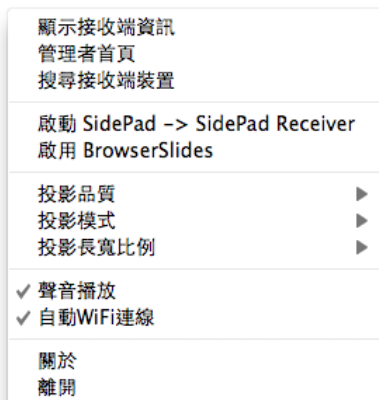 顯示接收端資訊
管理者首頁
搜尋接收端裝置
啟動 SidePad -> SidePad Receiver
啟用 BrowserSlides
投影品質
投影模式
投影長寬比例
聲音播放
自動WiFi連線
關於
離開